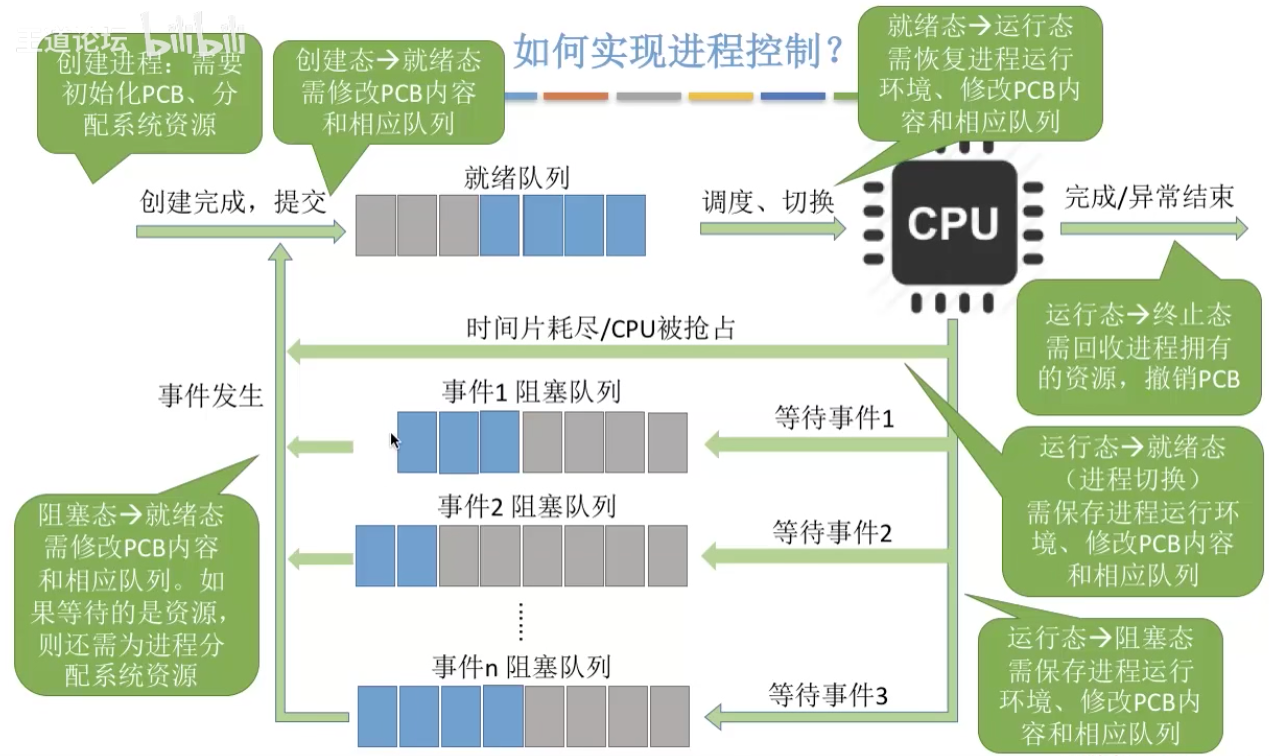 王道论坛 bilibili
如何实现进程控制？
创建进程：需要
初始化PCB、分
配系统资源
创建态→就绪态
需修改PCB内容
和相应队列
就绪态→运行态
需恢复进程运行
环境、修改PCB内
容和相应队列
创建完成，提交
就绪队列
调度、切换
CPU
完成/异常结束
运行态→终止态
需回收进程拥有
的资源，撤销PCB
时间片耗尽/CPU被抢占
事件发生
事件1 阻塞队列
等待事件1
运行态→就绪态
（进程切换）
需保存进程运行环
境、修改PCB内容
和相应队列
阻塞态→就绪态
需修改PCB内容
和相应队列。如
果等待的是资源，
则还需为进程分
配系统资源
事件2 阻塞队列
等待事件2
……
事件n 阻塞队列
等待事件3
运行态→阻塞态
需保存进程运行
环境、修改PCB内
容和相应队列